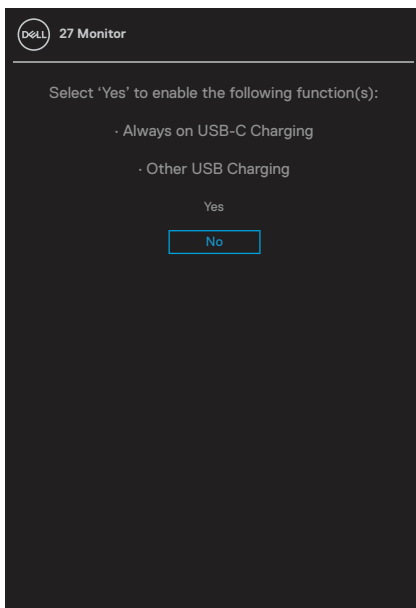 DELL
27 Monitor
Select ‘Yes’ to enable the following function(s):
· Always on USB-C Charging
· Other USB Charging
Yes
No